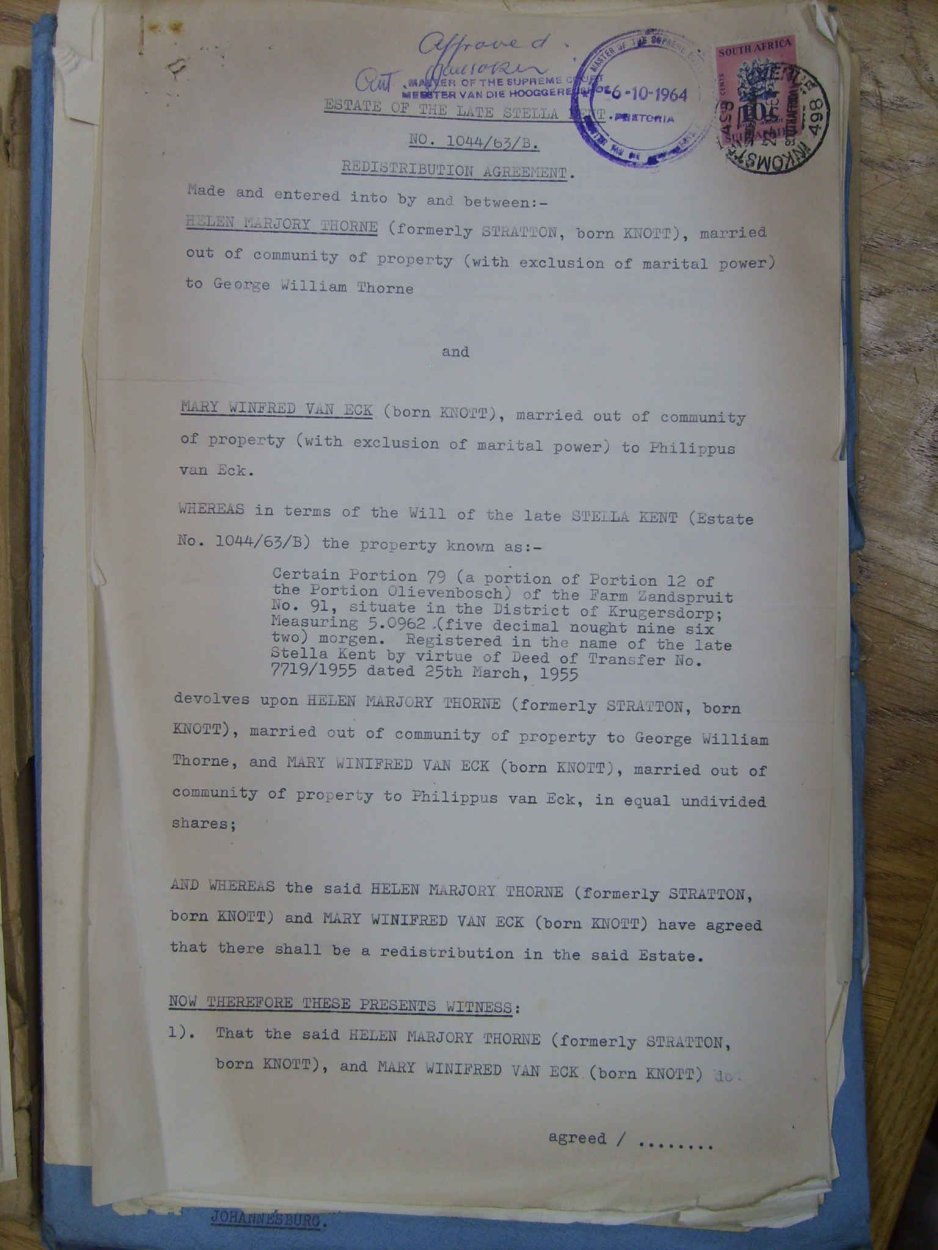 Approved.
MASTER OF THE SUPREME COURT
MEESTER VAN DIE HOOGGERE
MASTER OF THE SUPREME
6-10-1964
PRETORIA
SOUTH AFRICA
10c
498
INKOMSTE
498
ESTATE OF THE LATE STELLA KENT.
NO. 1044/63/B.
REDISTRIBUTION AGREEMENT.
Made and entered into by and between:-
HELEN MARJORY THORNE (formerly STRATTON, born KNOTT), married
out of community of property (with exclusion of marital power)
to George William Thorne
and
MARY WINFRED VAN ECK (born KNOTT), married out of community
of property (with exclusion of marital power) to Philippus
van Eck.
WHEREAS in terms of the Will of the late STELLA KENT (Estate
No. 1044/63/B) the property known as:-
Certain Portion 79 (a portion of Portion 12 of
the Portion Olievenbosch) of the Farm Zandspruit
No. 91, situate in the District of Krugersdorp;
Measuring 5.0962 (five decimal nought nine six
two) morgen. Registered in the name of the late
Stella Kent by virtue of Deed of Transfer No.
7719/1955 dated 25th March, 1955
devolves upon HELEN MARJORY THORNE (formerly STRATTON, born
KNOTT), married out of community of property to George William
Thorne, and MARY WINIFRED VAN ECK (born KNOTT), married out of
community of property to Philippus van Eck, in equal undivided
shares;
AND WHEREAS the said HELEN MARJORY THORNE (formerly STRATTON,
born KNOTT) and MARY WINIFRED VAN ECK (born KNOTT) have agreed
that there shall be a redistribution in the said Estate.
NOW THEREFORE THESE PRESENTS WITNESS:
1). That the said HELEN MARJORY THORNE (formerly STRATTON,
born KNOTT), and MARY WINIFRED VAN ECK (born KNOTT)
agreed / ........
JOHANNESBURG.